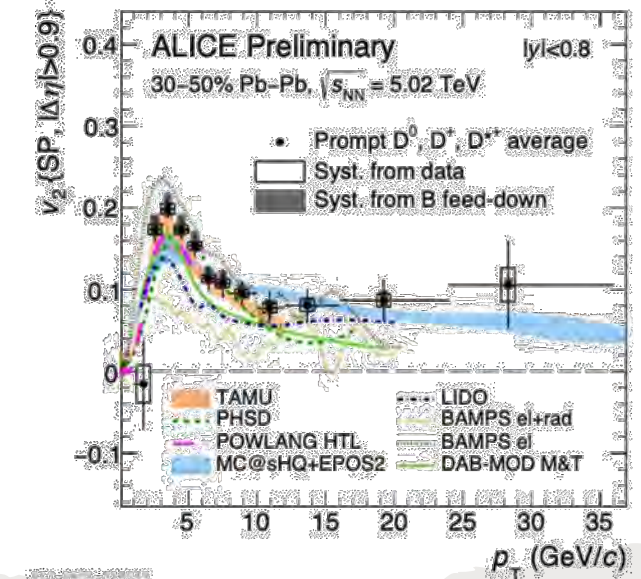 v₂{SP, |Δη|>0.9}
0.4
0.3
0.2
0.1
0
−0.1
ALICE Preliminary
|y|<0.8
30–50% Pb–Pb, √sNN = 5.02 TeV
Prompt D⁰, D⁺, D*⁺ average
Syst. from data
Syst. from B feed-down
TAMU
PHSD
POWLANG HTL
MC@sHQ+EPOS2
LIDO
BAMPS el+rad
BAMPS el
DAB-MOD M&T
5 10 15 20 25 30 35
pT (GeV/c)